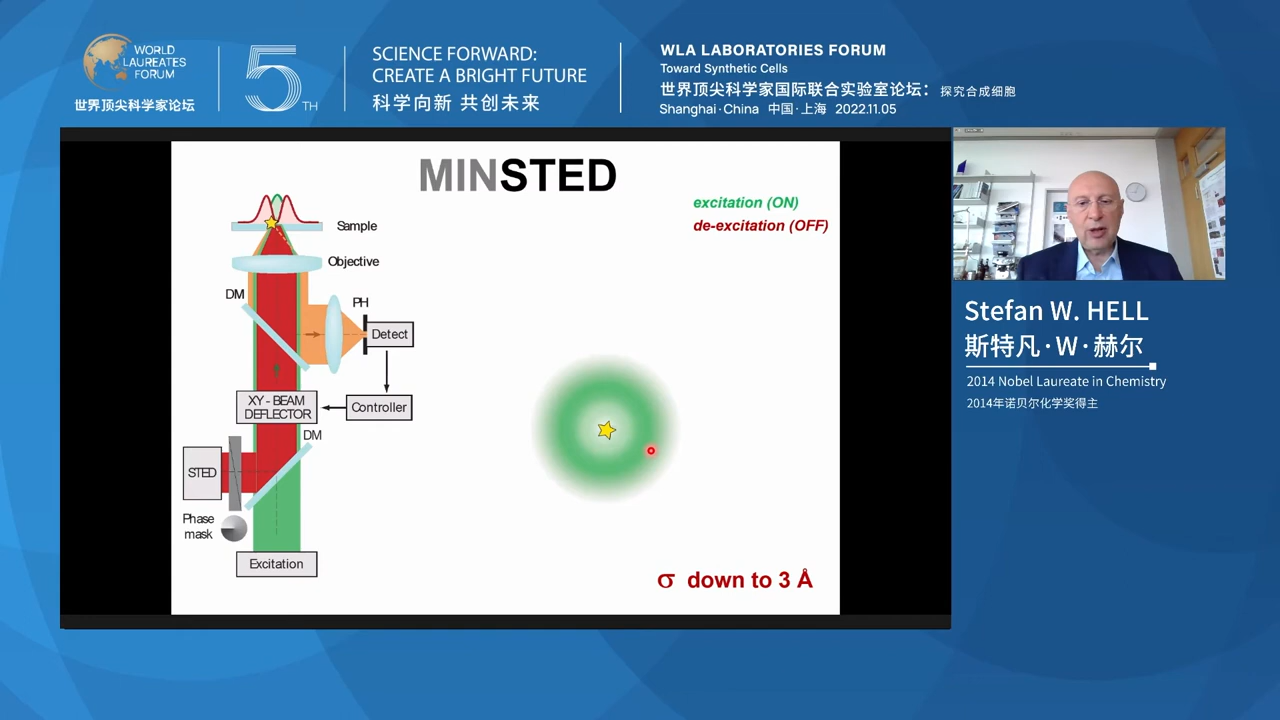 WORLD
LAUREATES
FORUM
世界顶尖科学家论坛
5TH
SCIENCE FORWARD:
CREATE A BRIGHT FUTURE
科学向新 共创未来
WLA LABORATORIES FORUM
Toward Synthetic Cells
世界顶尖科学家国际联合实验室论坛：探究合成细胞
Shanghai·China 中国·上海 2022.11.05
MINSTED
excitation (ON)
de-excitation (OFF)
Sample
Objective
DM
PH
Detect
XY - BEAM
DEFLECTOR
Controller
DM
STED
Phase
mask
Excitation
σ down to 3 Å
Stefan W. HELL
斯特凡·W·赫尔
2014 Nobel Laureate in Chemistry
2014年诺贝尔化学奖得主